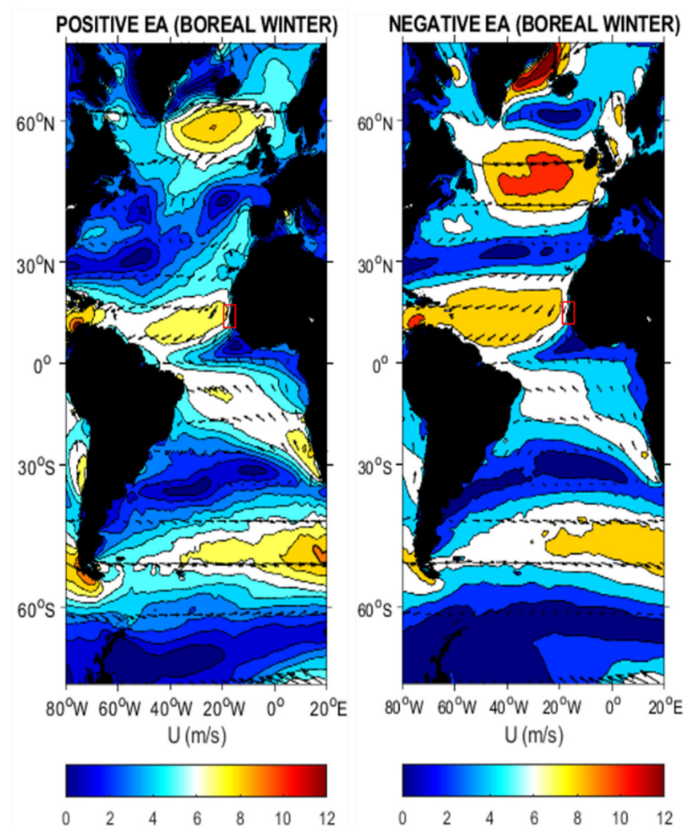 POSITIVE EA (BOREAL WINTER)
60°N
30°N
0°
30°S
60°S
80°W 60°W 40°W 20°W 0° 20°E
U (m/s)
0 2 4 6 8 10 12
NEGATIVE EA (BOREAL WINTER)
60°N
30°N
0°
30°S
60°S
80°W 60°W 40°W 20°W 0° 20°E
U (m/s)
0 2 4 6 8 10 12